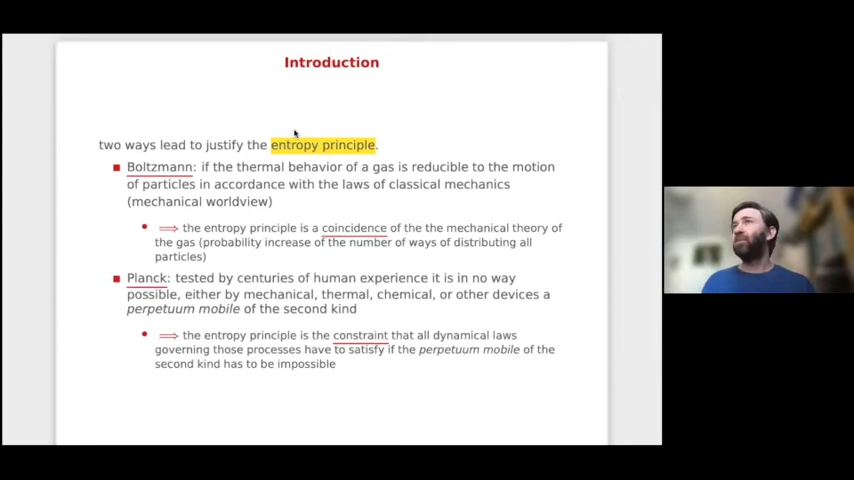 Introduction
two ways lead to justify the entropy principle.
Boltzmann: if the thermal behavior of a gas is reducible to the motion
of particles in accordance with the laws of classical mechanics
(mechanical worldview)
⟹ the entropy principle is a coincidence of the the mechanical theory of
the gas (probability increase of the number of ways of distributing all
particles)
Planck: tested by centuries of human experience it is in no way
possible, either by mechanical, thermal, chemical, or other devices a
perpetuum mobile of the second kind
⟹ the entropy principle is the constraint that all dynamical laws
governing those processes have to satisfy if the perpetuum mobile of the
second kind has to be impossible